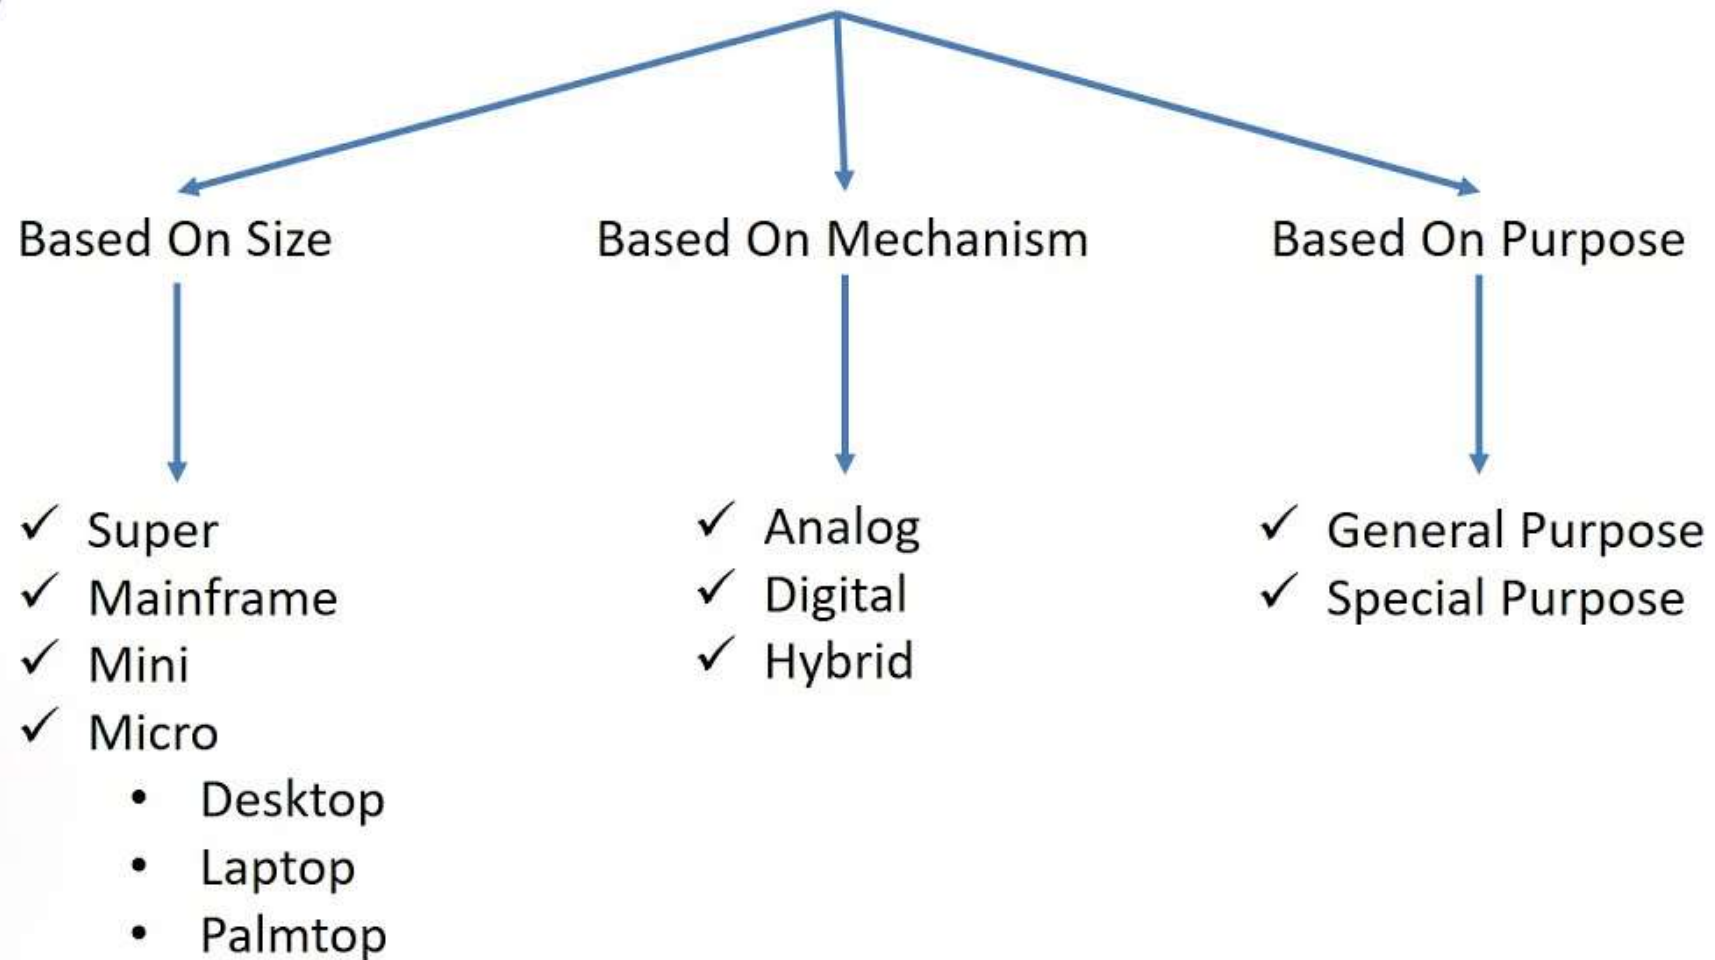 Based On Size
Based On Mechanism
Based On Purpose
✓ Super
✓ Mainframe
✓ Mini
✓ Micro
• Desktop
• Laptop
• Palmtop
✓ Analog
✓ Digital
✓ Hybrid
✓ General Purpose
✓ Special Purpose